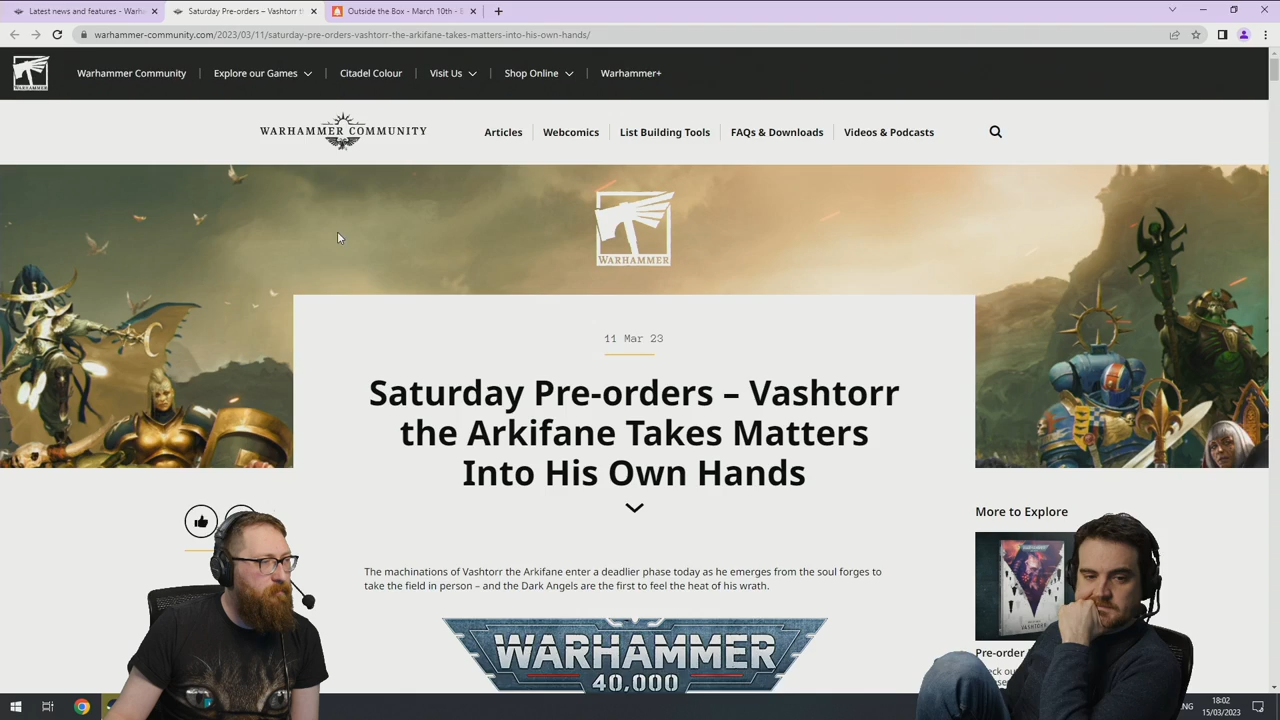 Latest news and features - Warh
Saturday Pre-orders – Vashtorr t
Outside the Box - March 10th - S
warhammer-community.com/2023/03/11/saturday-pre-orders-vashtorr-the-arkifane-takes-matters-into-his-own-hands/
WARHAMMER
Warhammer Community
Explore our Games
Citadel Colour
Visit Us
Shop Online
Warhammer+
WARHAMMER COMMUNITY
Articles
Webcomics
List Building Tools
FAQs & Downloads
Videos & Podcasts
WARHAMMER
11 Mar 23
Saturday Pre-orders – Vashtorr
the Arkifane Takes Matters
Into His Own Hands
More to Explore
The machinations of Vashtorr the Arkifane enter a deadlier phase today as he emerges from the soul forges to
take the field in person – and the Dark Angels are the first to feel the heat of his wrath.
WARHAMMER
40,000
Pre-order
18:02
15/03/2023